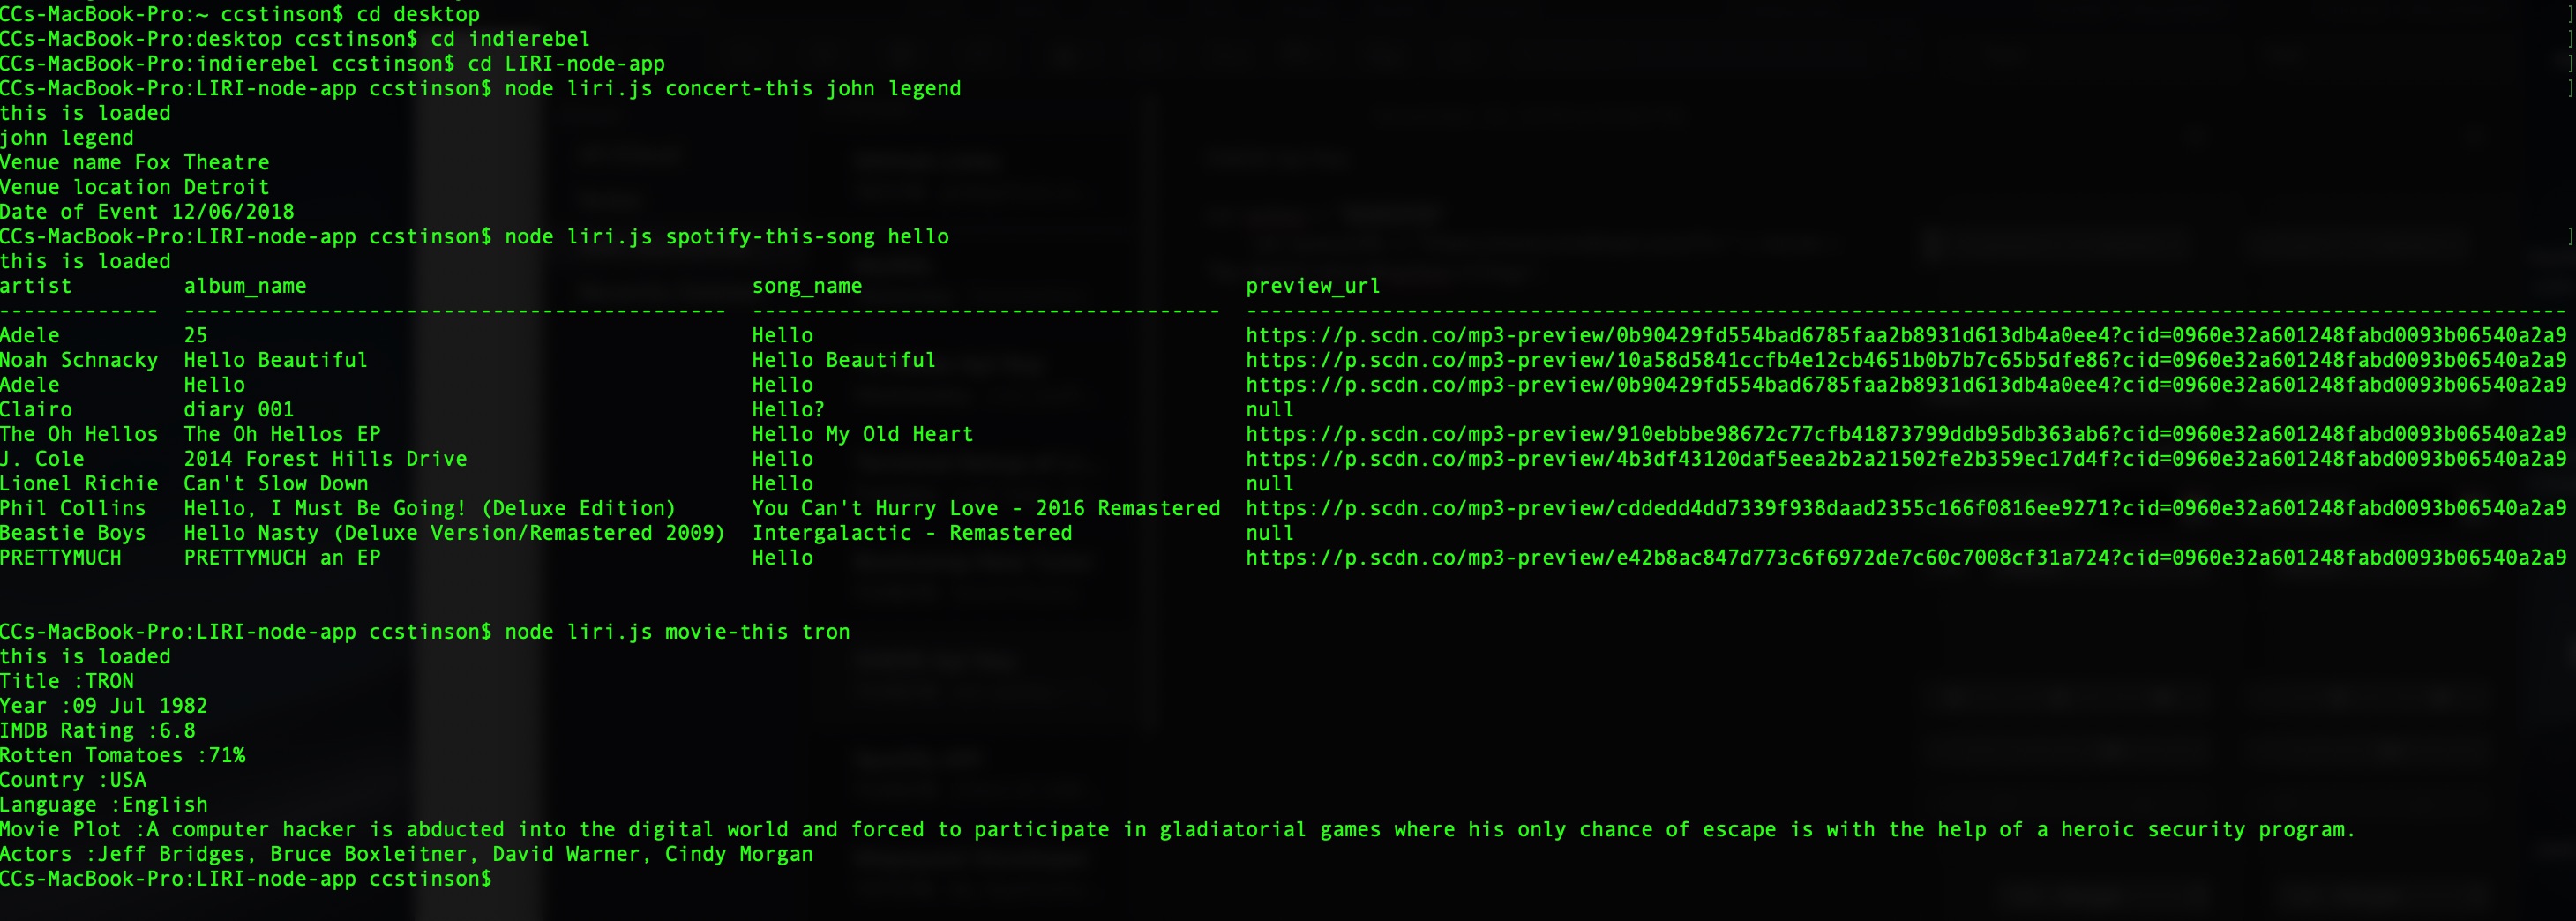 CCs-MacBook-Pro:~ ccstinson$ cd desktop ]
CCs-MacBook-Pro:desktop ccstinson$ cd indierebel ]
CCs-MacBook-Pro:indierebel ccstinson$ cd LIRI-node-app ]
CCs-MacBook-Pro:LIRI-node-app ccstinson$ node liri.js concert-this john legend ]
this is loaded
john legend
Venue name Fox Theatre
Venue location Detroit
Date of Event 12/06/2018
CCs-MacBook-Pro:LIRI-node-app ccstinson$ node liri.js spotify-this-song hello ]
this is loaded
artist album_name song_name preview_url
------------- -------------------------------------------- -------------------------------------- -----------------------------------------------------------------------------------------------------------
Adele 25 Hello https://p.scdn.co/mp3-preview/0b90429fd554bad6785faa2b8931d613db4a0ee4?cid=0960e32a601248fabd0093b06540a2a9
Noah Schnacky Hello Beautiful Hello Beautiful https://p.scdn.co/mp3-preview/10a58d5841ccfb4e12cb4651b0b7b7c65b5dfe86?cid=0960e32a601248fabd0093b06540a2a9
Adele Hello Hello https://p.scdn.co/mp3-preview/0b90429fd554bad6785faa2b8931d613db4a0ee4?cid=0960e32a601248fabd0093b06540a2a9
Clairo diary 001 Hello? null
The Oh Hellos The Oh Hellos EP Hello My Old Heart https://p.scdn.co/mp3-preview/910ebbbe98672c77cfb41873799ddb95db363ab6?cid=0960e32a601248fabd0093b06540a2a9
J. Cole 2014 Forest Hills Drive Hello https://p.scdn.co/mp3-preview/4b3df43120daf5eea2b2a21502fe2b359ec17d4f?cid=0960e32a601248fabd0093b06540a2a9
Lionel Richie Can't Slow Down Hello null
Phil Collins Hello, I Must Be Going! (Deluxe Edition) You Can't Hurry Love - 2016 Remastered https://p.scdn.co/mp3-preview/cddedd4dd7339f938daad2355c166f0816ee9271?cid=0960e32a601248fabd0093b06540a2a9
Beastie Boys Hello Nasty (Deluxe Version/Remastered 2009) Intergalactic - Remastered null
PRETTYMUCH PRETTYMUCH an EP Hello https://p.scdn.co/mp3-preview/e42b8ac847d773c6f6972de7c60c7008cf31a724?cid=0960e32a601248fabd0093b06540a2a9
CCs-MacBook-Pro:LIRI-node-app ccstinson$ node liri.js movie-this tron
this is loaded
Title :TRON
Year :09 Jul 1982
IMDB Rating :6.8
Rotten Tomatoes :71%
Country :USA
Language :English
Movie Plot :A computer hacker is abducted into the digital world and forced to participate in gladiatorial games where his only chance of escape is with the help of a heroic security program.
Actors :Jeff Bridges, Bruce Boxleitner, David Warner, Cindy Morgan
CCs-MacBook-Pro:LIRI-node-app ccstinson$